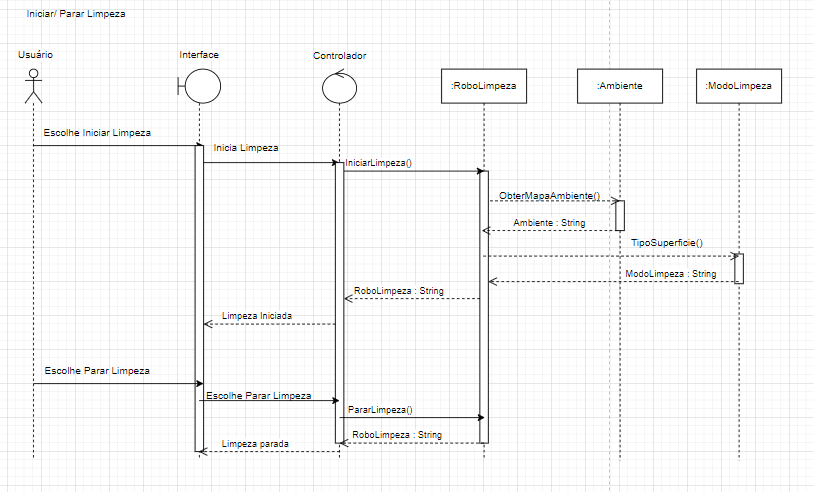 Iniciar/ Parar Limpeza
Usuário
Interface
Controlador
:RoboLimpeza
:Ambiente
:ModoLimpeza
Escolhe Iniciar Limpeza
Inicia Limpeza
IniciarLimpeza()
ObterMapaAmbiente()
Ambiente : String
TipoSuperficie()
ModoLimpeza : String
RoboLimpeza : String
Limpeza Iniciada
Escolhe Parar Limpeza
Escolhe Parar Limpeza
PararLimpeza()
RoboLimpeza : String
Limpeza parada